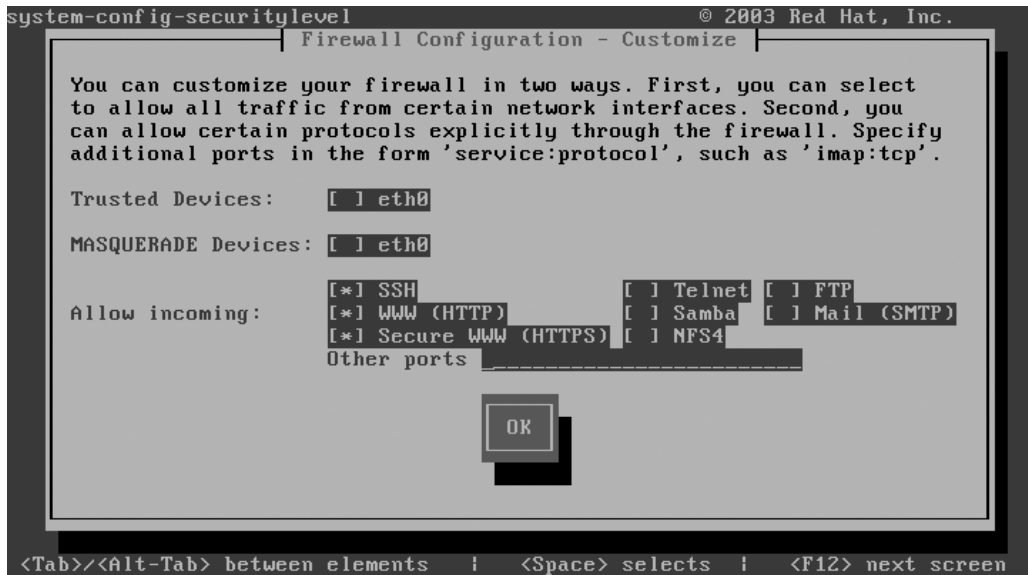 system-config-securitylevel © 2003 Red Hat, Inc.
Firewall Configuration - Customize
You can customize your firewall in two ways. First, you can select
to allow all traffic from certain network interfaces. Second, you
can allow certain protocols explicitly through the firewall. Specify
additional ports in the form 'service:protocol', such as 'imap:tcp'.
Trusted Devices: [ ] eth0
MASQUERADE Devices: [ ] eth0
[*] SSH [ ] Telnet [ ] FTP
Allow incoming: [*] WWW (HTTP) [ ] Samba [ ] Mail (SMTP)
[*] Secure WWW (HTTPS) [ ] NFS4
Other ports _________________________
OK
<Tab>/<Alt-Tab> between elements | <Space> selects | <F12> next screen